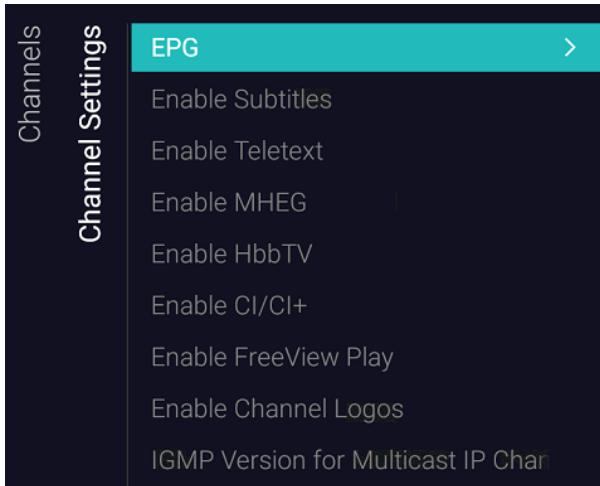 Channels
Channel Settings
EPG
Enable Subtitles
Enable Teletext
Enable MHEG
Enable HbbTV
Enable CI/CI+
Enable FreeView Play
Enable Channel Logos
IGMP Version for Multicast IP